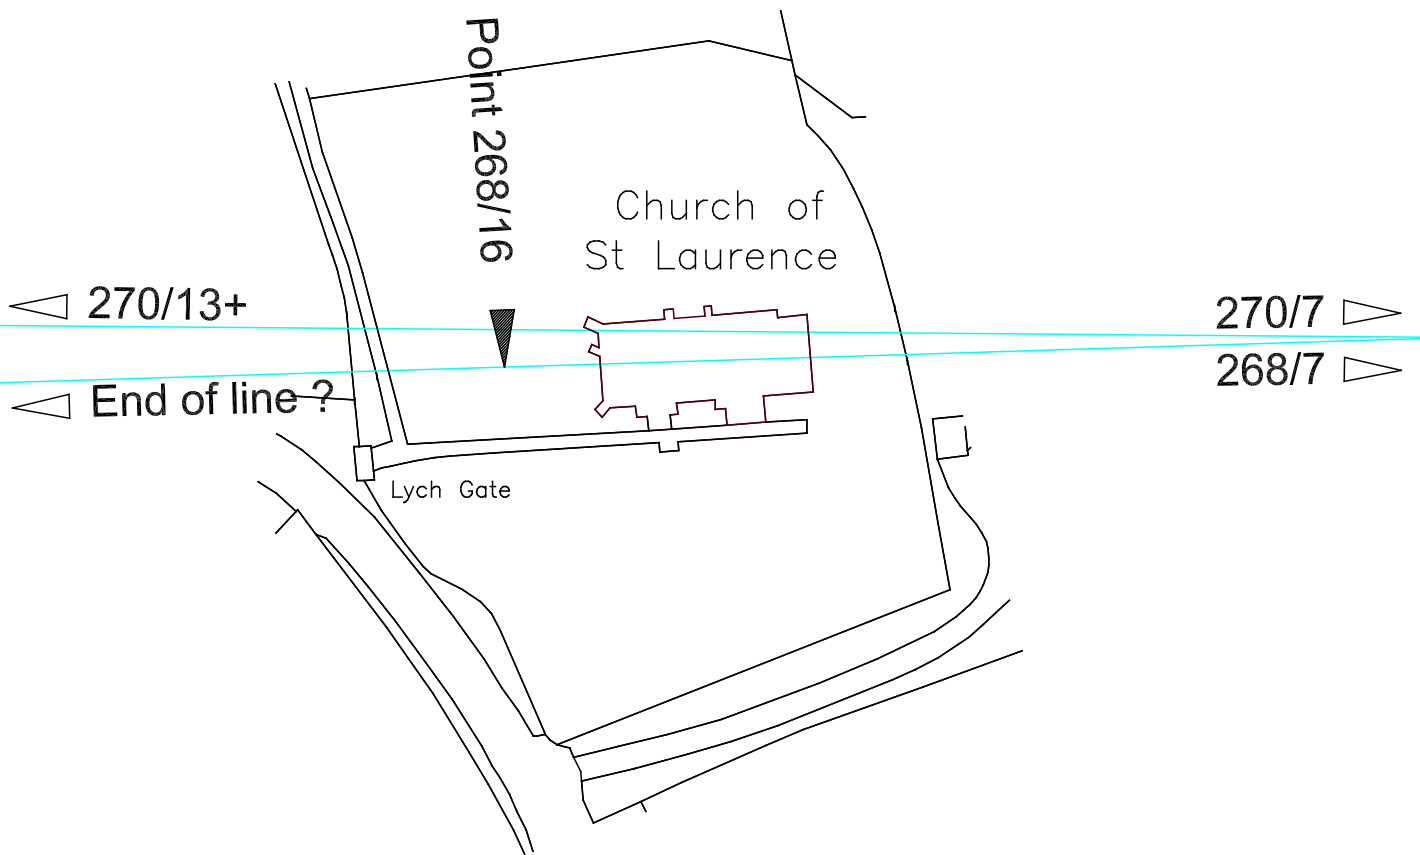 Point 268/16
Church of
St Laurence
270/13+
270/7
End of line ?
268/7
Lych Gate